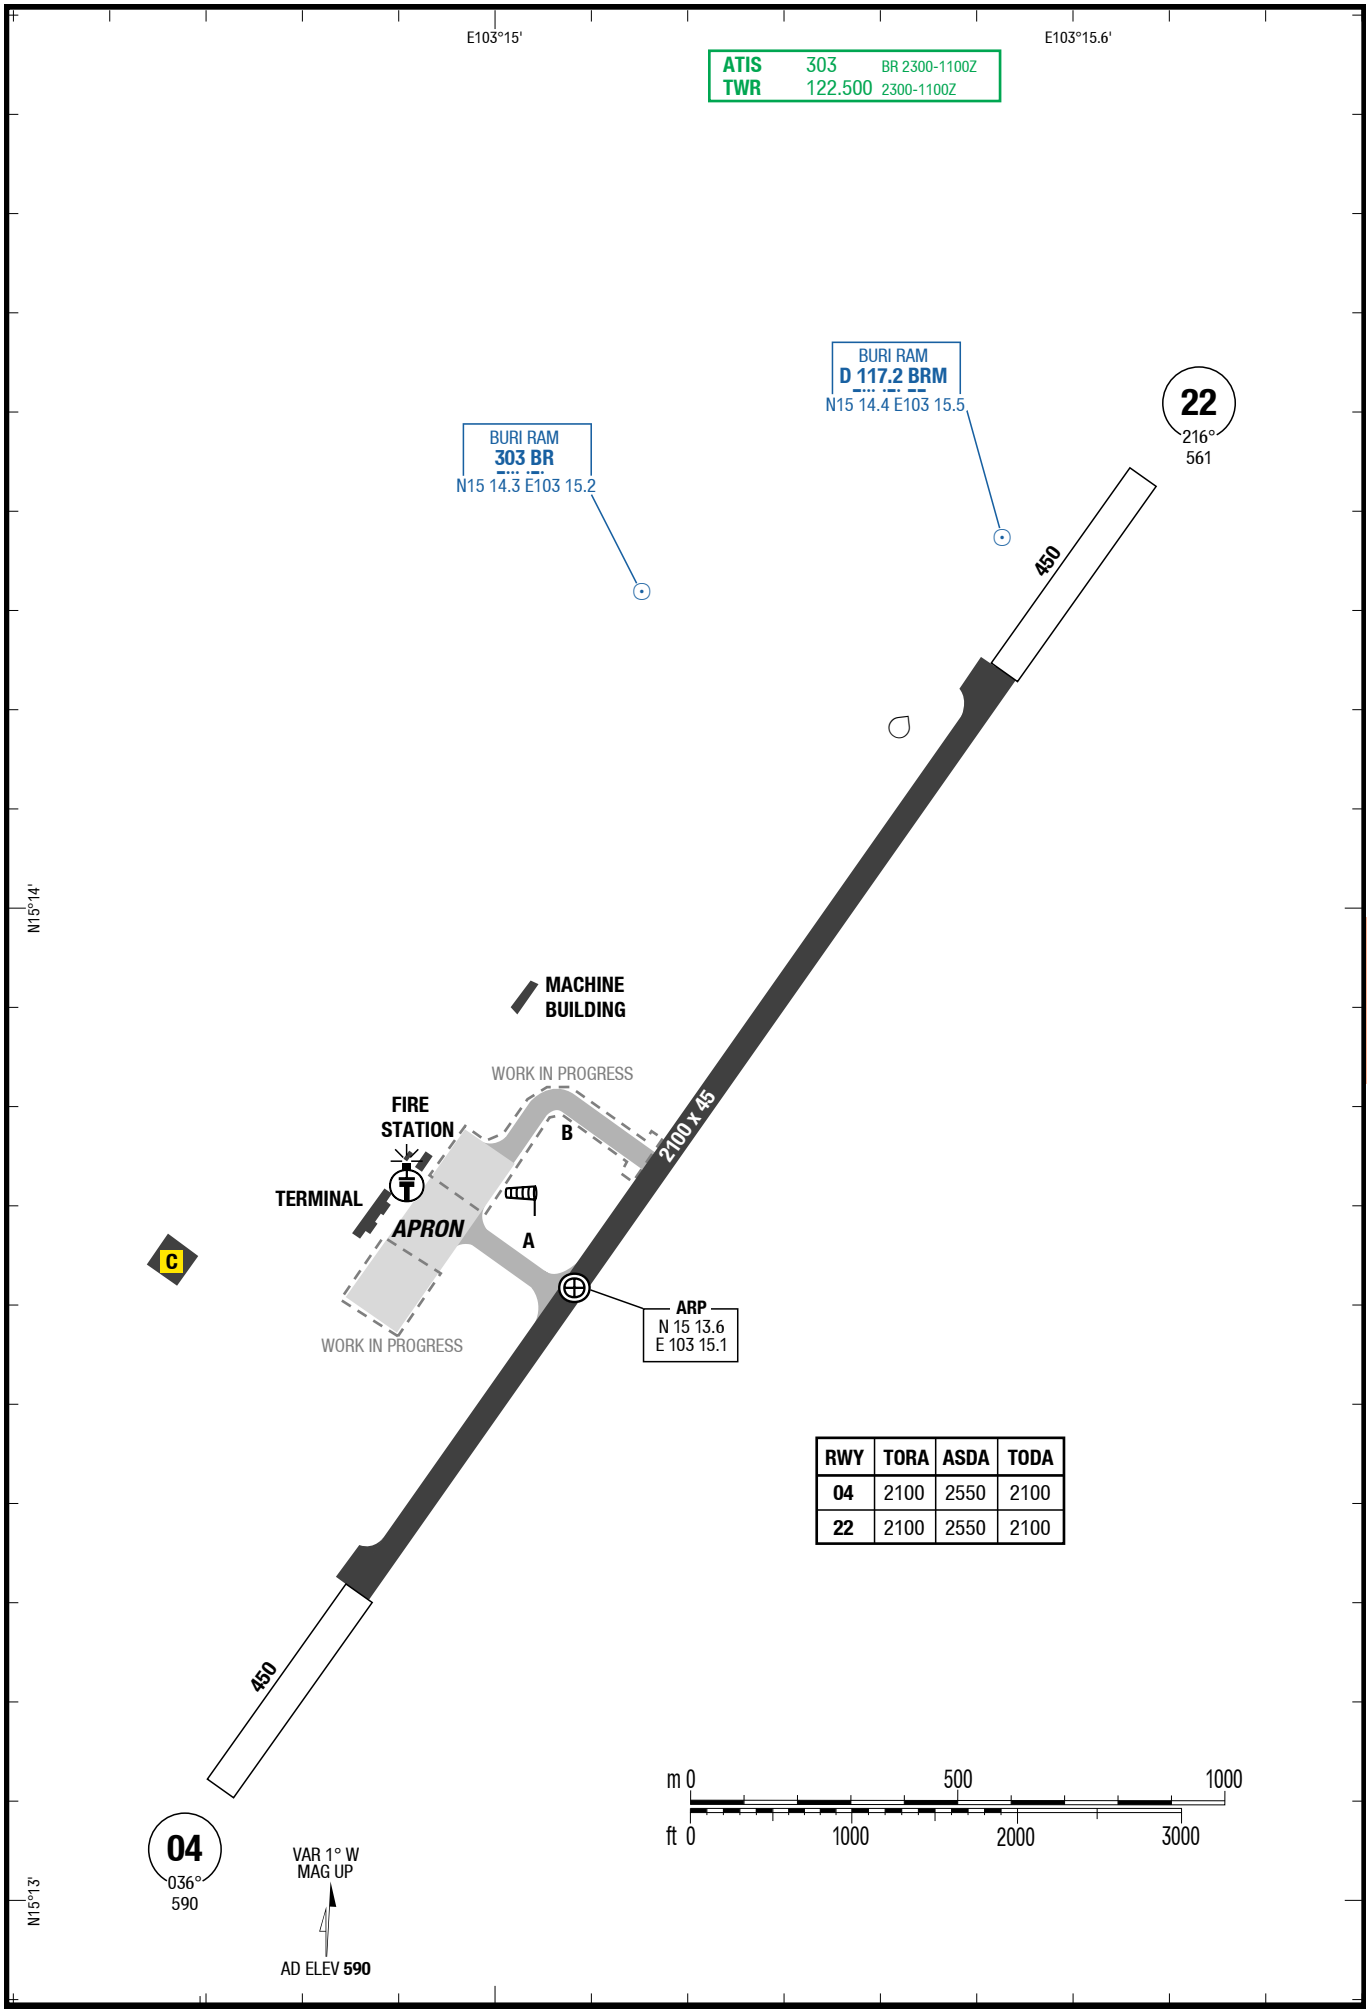 E103°15'
E103°15.6'
ATIS 303 BR 2300-1100Z
TWR 122.500 2300-1100Z
BURI RAM
D 117.2 BRM
N15 14.4 E103 15.5
22
216°
561
BURI RAM
303 BR
N15 14.3 E103 15.2
450
N15°14'
MACHINE
BUILDING
WORK IN PROGRESS
FIRE
STATION
B
2100 x 45
TERMINAL
APRON
A
C
ARP
N 15 13.6
E 103 15.1
WORK IN PROGRESS
RWY TORA ASDA TODA
04 2100 2550 2100
22 2100 2550 2100
450
m 0 500 1000
ft 0 1000 2000 3000
04
036°
590
VAR 1° W
MAG UP
N15°13'
AD ELEV 590